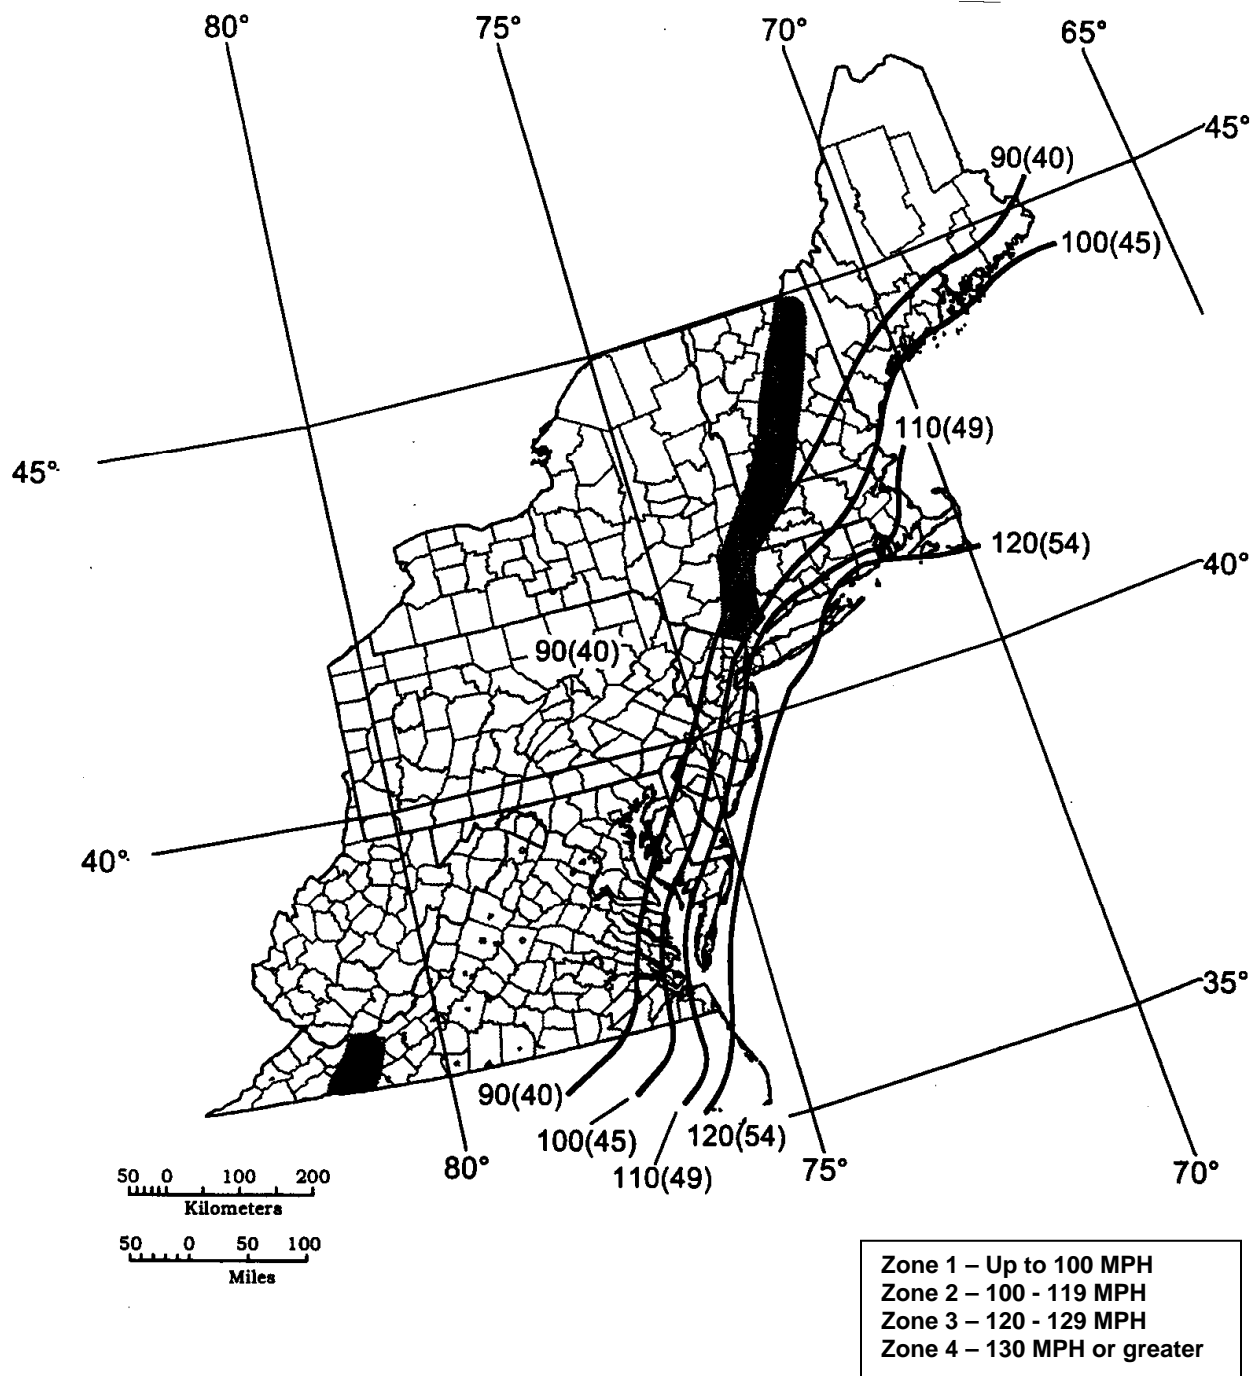 80°
75°
70°
65°
45°
90(40)
100(45)
110(49)
45°
120(54)
40°
90(40)
40°
35°
90(40)
100(45)
120(54)
110(49)
80°
75°
70°
50 0 100 200
Kilometers
50 0 50 100
Miles
Zone 1 – Up to 100 MPH
Zone 2 – 100 - 119 MPH
Zone 3 – 120 - 129 MPH
Zone 4 – 130 MPH or greater